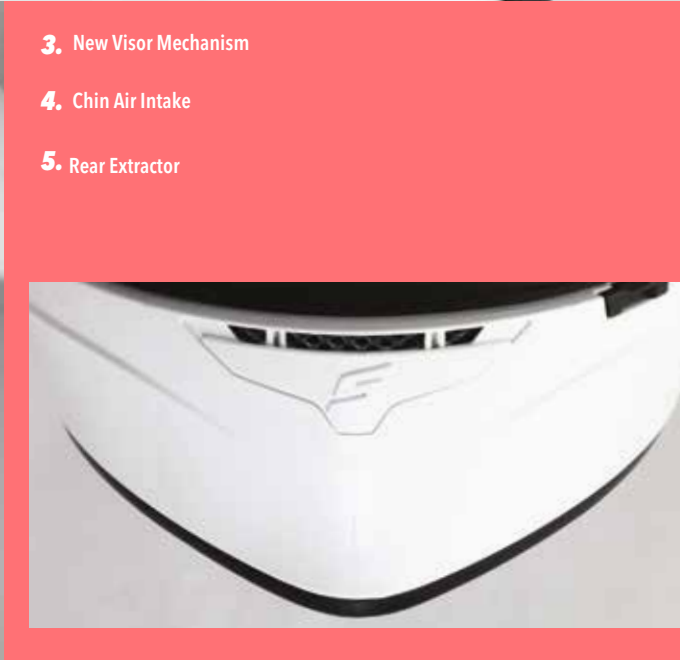 3. New Visor Mechanism
4. Chin Air Intake
5. Rear Extractor